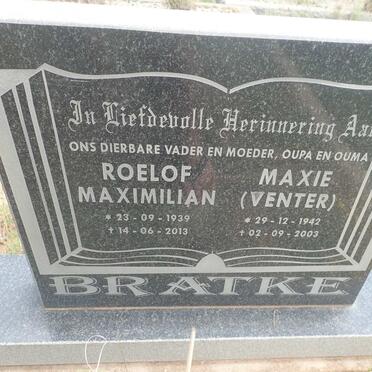 In Liefdevolle Herinnering Aan
ONS DIERBARE VADER EN MOEDER, OUPA EN OUMA
ROELOF MAXIMILIAN
* 23 - 09 - 1939
† 14 - 06 - 2013
MAXIE (VENTER)
* 29 - 12 - 1942
† 02 - 09 - 2003
BRATKE